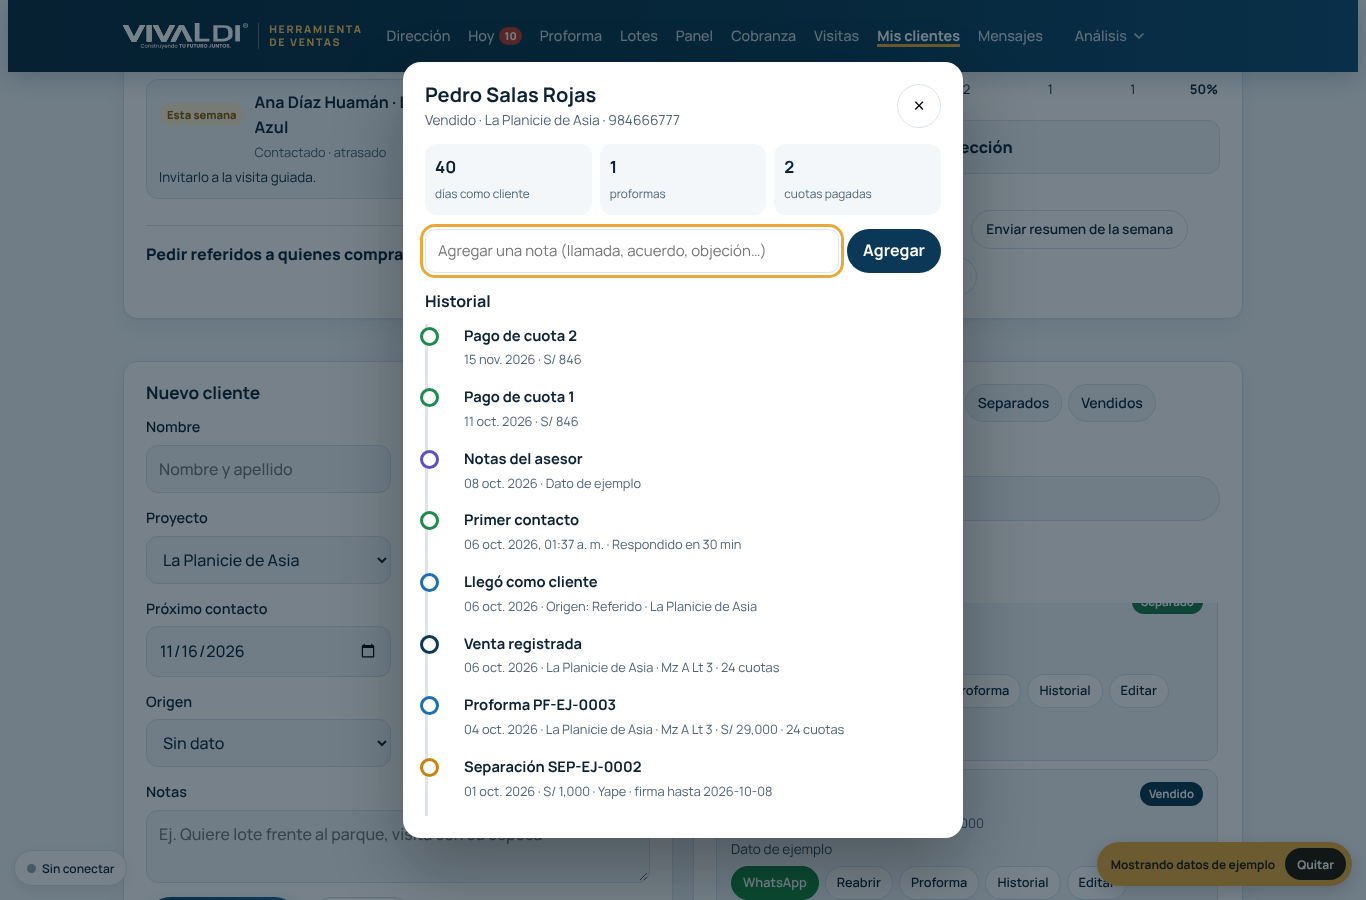 VIVALDI®
Construyendo TU FUTURO JUNTOS.
HERRAMIENTA
DE VENTAS
Dirección
Hoy 10
Proforma
Lotes
Panel
Cobranza
Visitas
Mis clientes
Mensajes
Análisis
Esta semana
Ana Díaz Huamán ·
Azul
Contactado · atrasado
Invitarlo a la visita guiada.
Pedir referidos a quienes compra
2
1
1
50%
ección
Enviar resumen de la semana
Pedro Salas Rojas
Vendido · La Planicie de Asia · 984666777
×
40
días como cliente
1
proformas
2
cuotas pagadas
Agregar una nota (llamada, acuerdo, objeción…)
Agregar
Historial
Pago de cuota 2
15 nov. 2026 · S/ 846
Pago de cuota 1
11 oct. 2026 · S/ 846
Notas del asesor
08 oct. 2026 · Dato de ejemplo
Primer contacto
06 oct. 2026, 01:37 a. m. · Respondido en 30 min
Llegó como cliente
06 oct. 2026 · Origen: Referido · La Planicie de Asia
Venta registrada
06 oct. 2026 · La Planicie de Asia · Mz A Lt 3 · 24 cuotas
Proforma PF-EJ-0003
04 oct. 2026 · La Planicie de Asia · Mz A Lt 3 · S/ 29,000 · 24 cuotas
Separación SEP-EJ-0002
01 oct. 2026 · S/ 1,000 · Yape · firma hasta 2026-10-08
Nuevo cliente
Nombre
Nombre y apellido
Proyecto
La Planicie de Asia
Próximo contacto
11/16/2026
Origen
Sin dato
Notas
Ej. Quiere lote frente al parque, visita con su esposa
Separados
Vendidos
Separado
roforma
Historial
Editar
Vendido
000
Dato de ejemplo
WhatsApp
Reabrir
Proforma
Historial
Editar
Sin conectar
Mostrando datos de ejemplo
Quitar